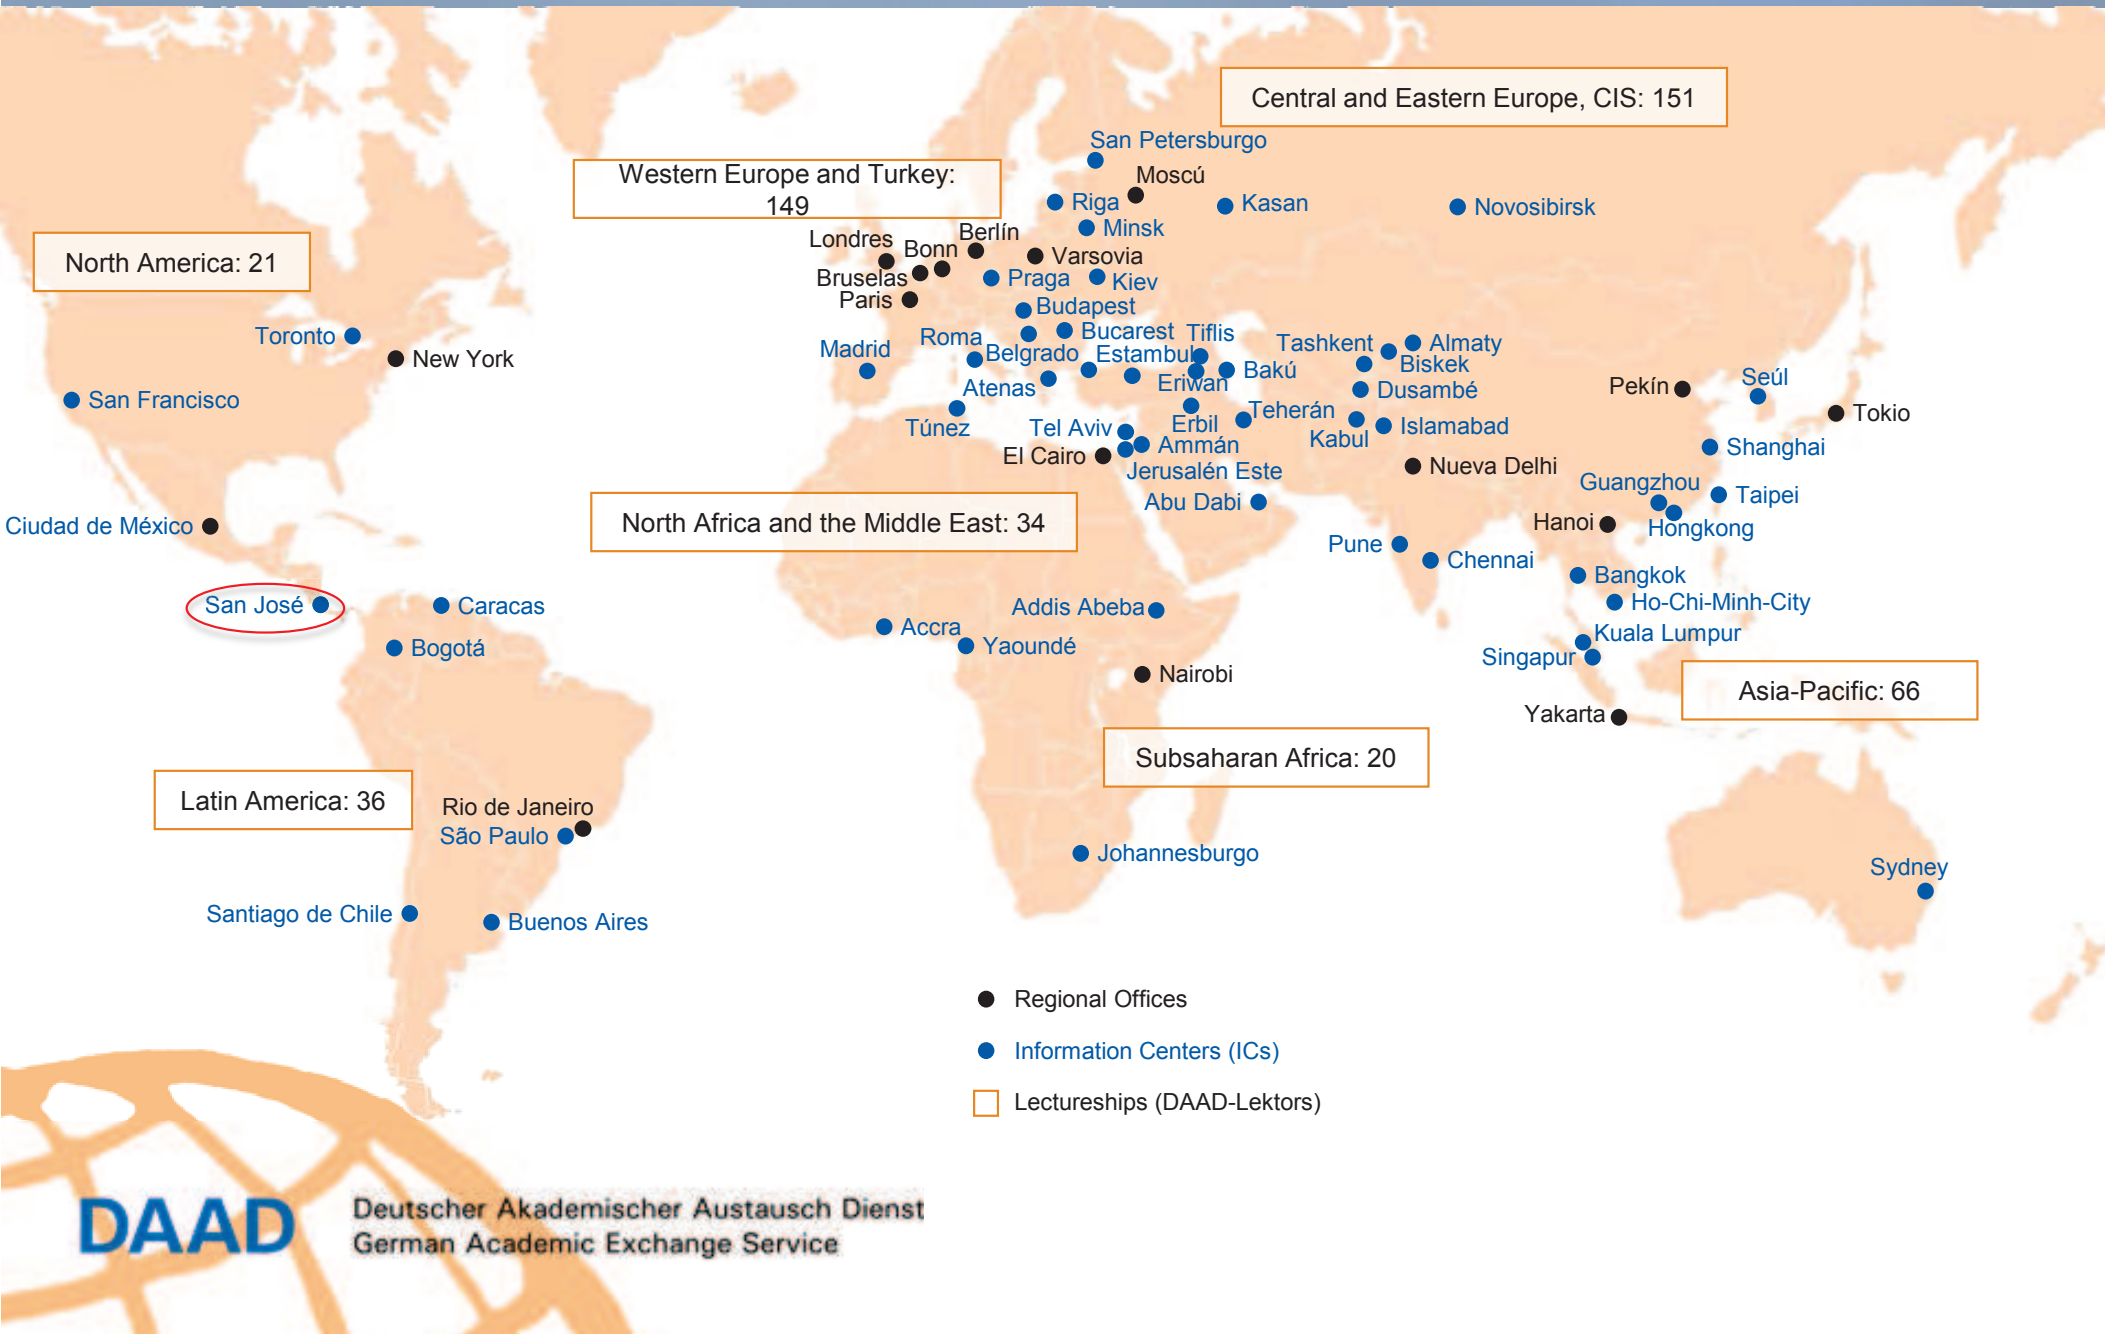 Central and Eastern Europe, CIS: 151
San Petersburgo
Western Europe and Turkey:
149
Moscú
Riga
Kasan
Novosibirsk
Minsk
Berlín
Londres
Bonn
Varsovia
North America: 21
Bruselas
Praga
Kiev
Paris
Budapest
Toronto
Roma
Bucarest
Tiflis
Tashkent
Almaty
New York
Madrid
Belgrado
Estambul
Biskek
Eriwan
Bakú
Atenas
Dusambé
Pekín
Seúl
San Francisco
Túnez
Tel Aviv
Erbil
Teherán
Kabul
Islamabad
Tokio
Ammán
Shanghai
El Cairo
Jerusalén Este
Nueva Delhi
Guangzhou
Taipei
Abu Dabi
North Africa and the Middle East: 34
Ciudad de México
Hanoi
Hongkong
Pune
Chennai
Bangkok
San José
Caracas
Addis Abeba
Ho-Chi-Minh-City
Accra
Kuala Lumpur
Bogotá
Yaoundé
Singapur
Nairobi
Asia-Pacific: 66
Yakarta
Subsaharan Africa: 20
Latin America: 36
Rio de Janeiro
São Paulo
Johannesburgo
Sydney
Santiago de Chile
Buenos Aires
Regional Offices
Information Centers (ICs)
Lectureships (DAAD-Lektors)
DAAD
Deutscher Akademischer Austausch Dienst
German Academic Exchange Service